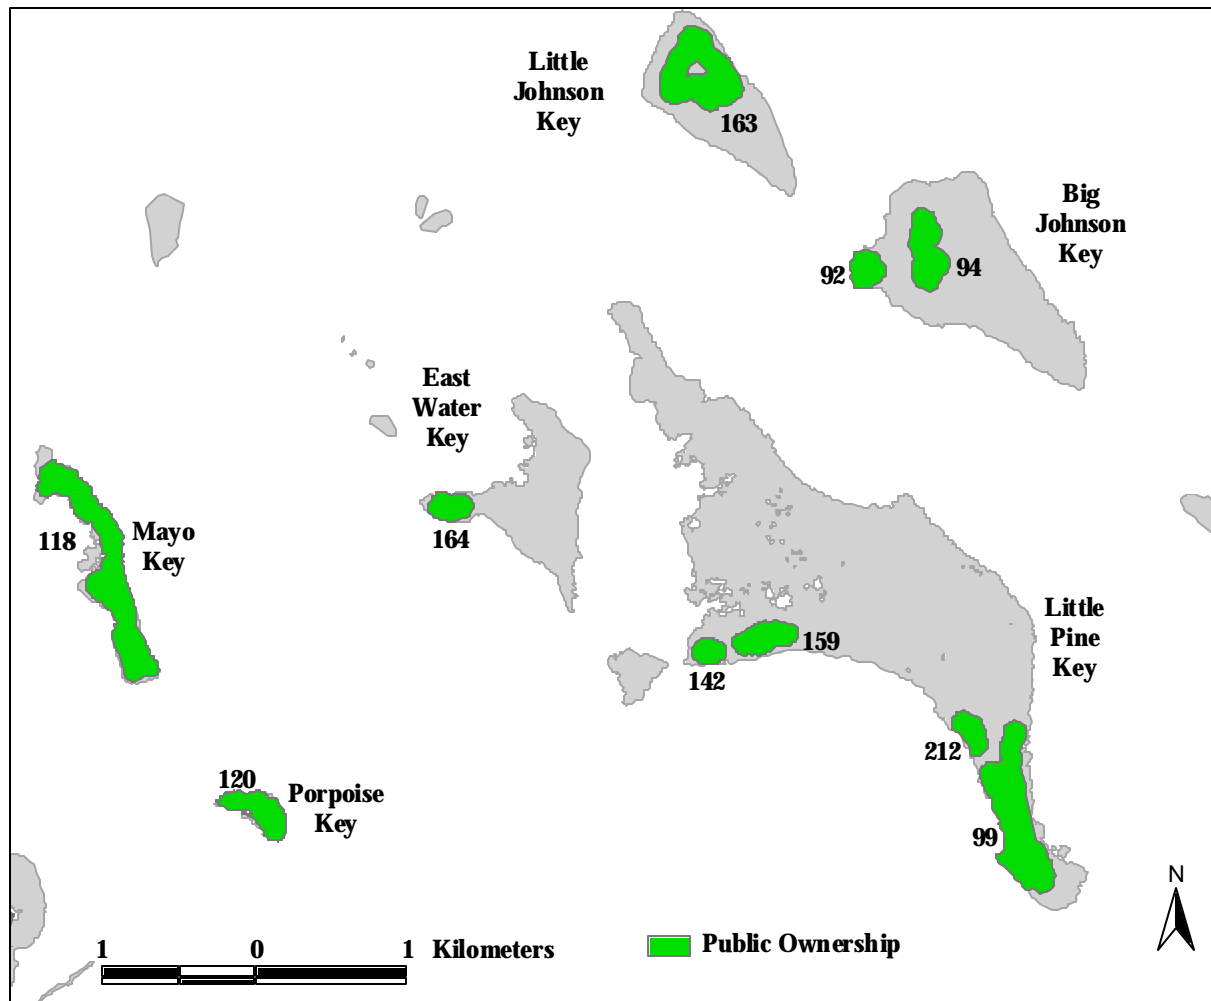 Little
Johnson
Key
163
Big
Johnson
Key
92
94
East
Water
Key
164
118
Mayo
Key
Little
Pine
Key
159
142
212
120
Porpoise
Key
99
N
1 0 1 Kilometers
Public Ownership